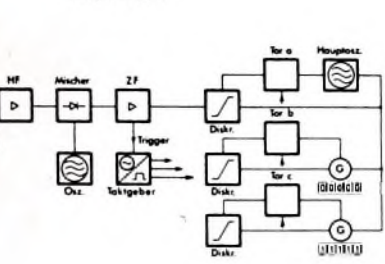 Tor a
Hauptosz.
HF
Mischer
ZF
Diskr.
Tor b
Trigger
Osz.
Taktgeber
Diskr.
G
Tor c
Diskr.
G